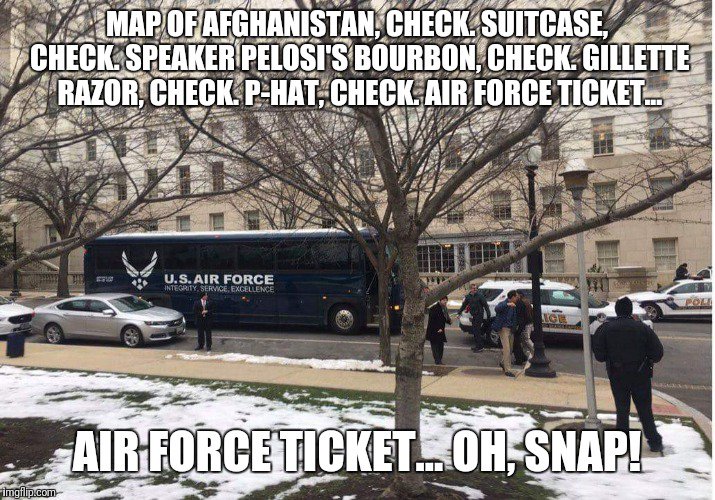 MAP OF AFGHANISTAN, CHECK. SUITCASE,
CHECK. SPEAKER PELOSI'S BOURBON, CHECK. GILLETTE
RAZOR, CHECK. P-HAT, CHECK. AIR FORCE TICKET...
U.S. AIR FORCE
INTEGRITY, SERVICE, EXCELLENCE
POLICE
AIR FORCE TICKET... OH, SNAP!
imgflip.com